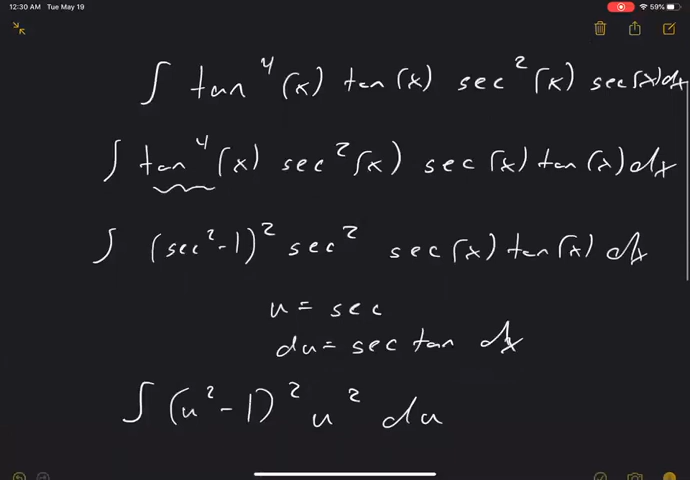 12:30 AM Tue May 19 59%
∫ tan⁴(x) tan(x) sec²(x) sec(x)dx
∫ tan⁴(x) sec²(x) sec(x) tan(x)dx
∫ (sec²-1)² sec² sec(x) tan(x) dx
u = sec
du = sec tan dx
∫ (u²-1)² u² du